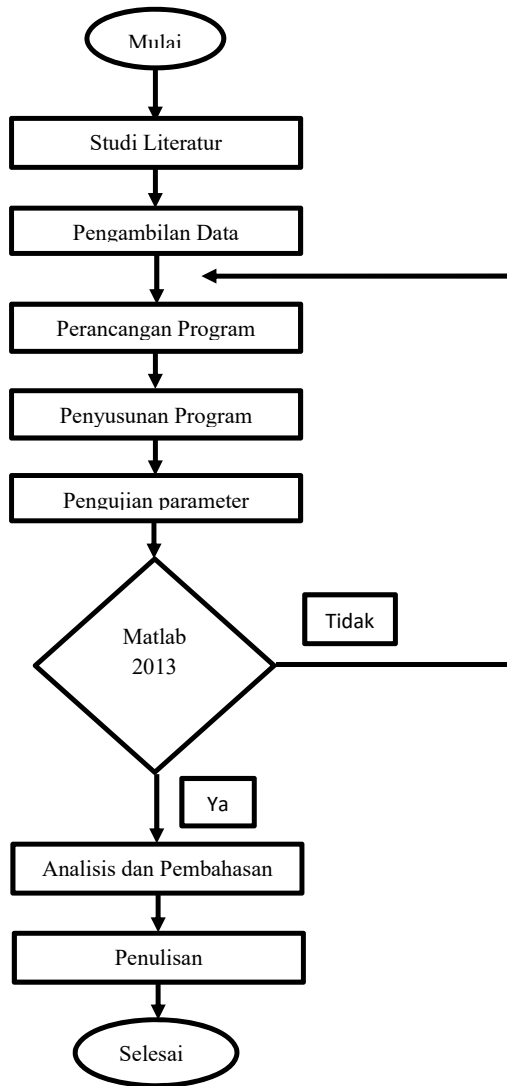 Mulai
Studi Literatur
Pengambilan Data
Perancangan Program
Penyusunan Program
Pengujian parameter
Matlab
2013
Tidak
Ya
Analisis dan Pembahasan
Penulisan
Selesai